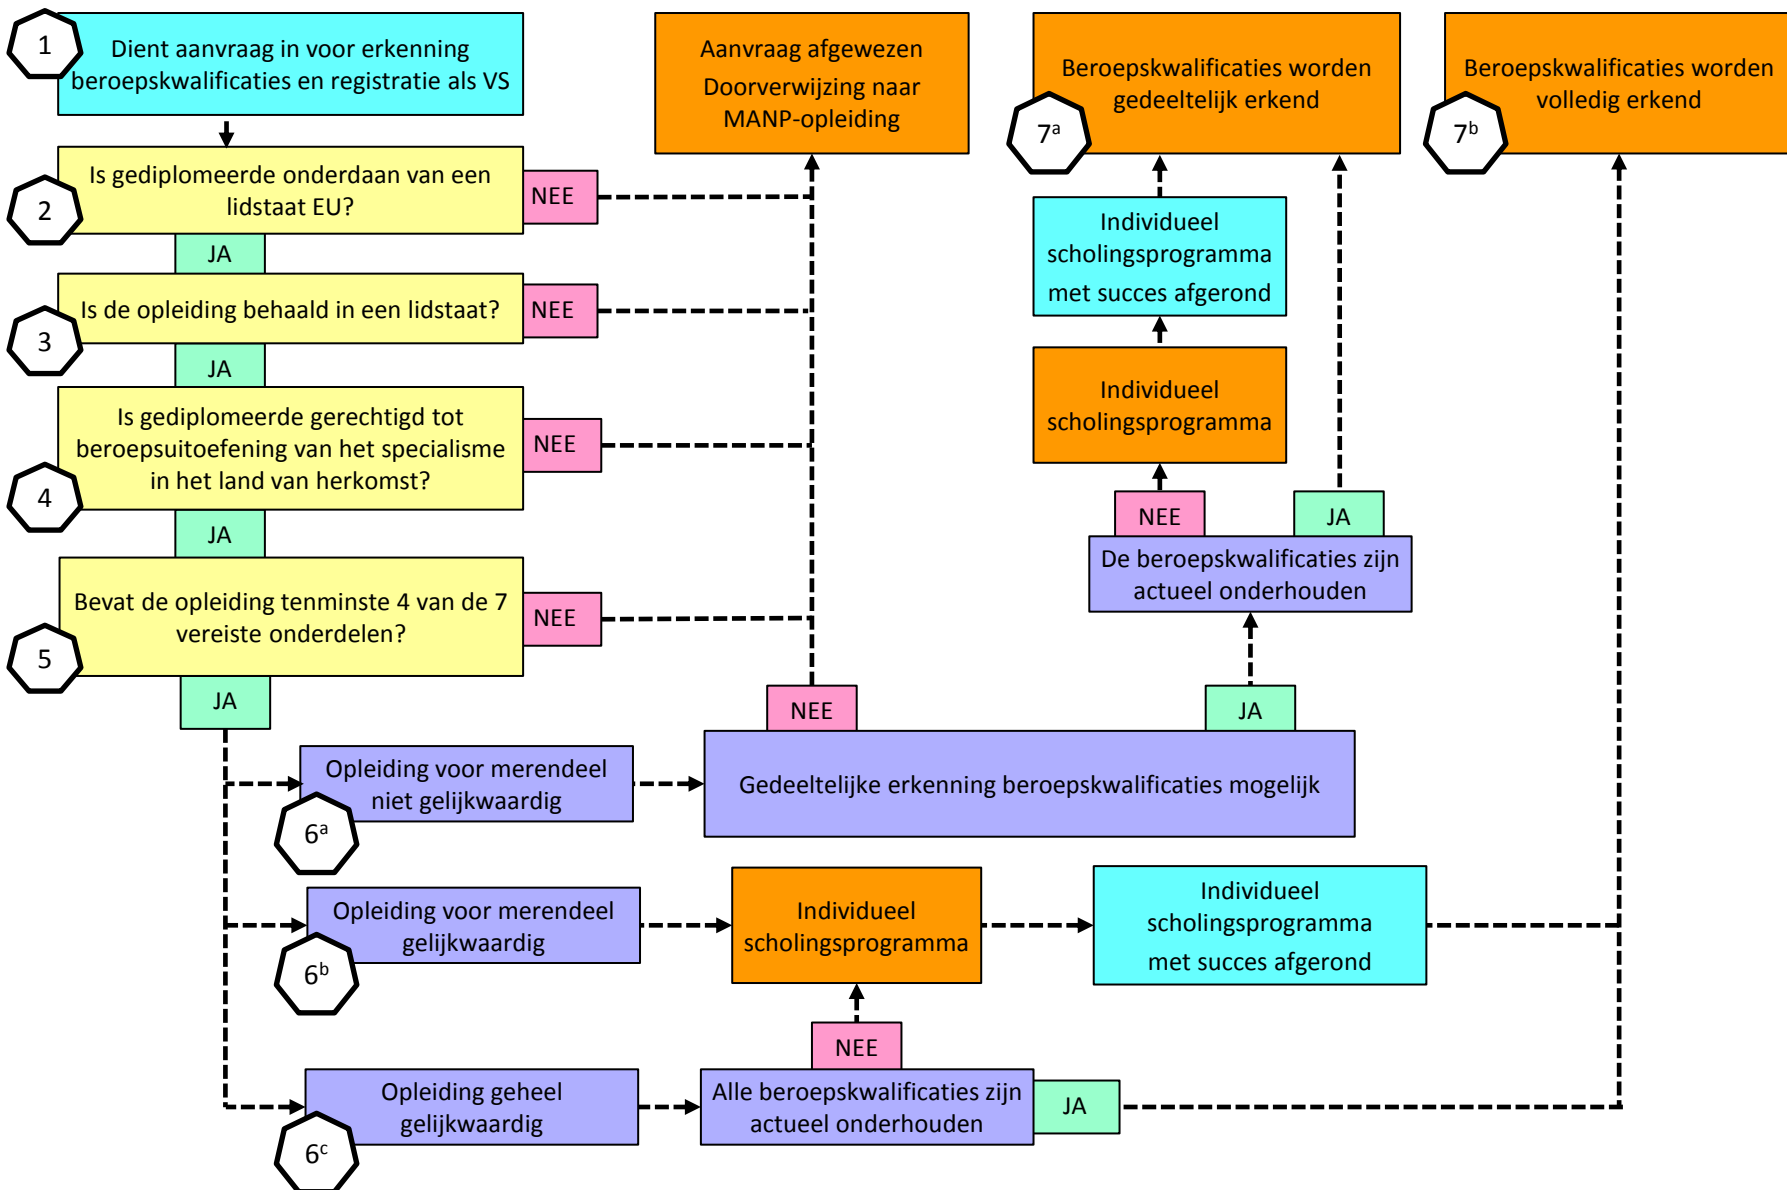 1
Dient aanvraag in voor erkenning
beroepskwalificaties en registratie als VS
Aanvraag afgewezen
Doorverwijzing naar
MANP-opleiding
Beroepskwalificaties worden
gedeeltelijk erkend
7a
Beroepskwalificaties worden
volledig erkend
7b
2
Is gediplomeerde onderdaan van een
lidstaat EU?
NEE
JA
3
Is de opleiding behaald in een lidstaat?
NEE
JA
4
Is gediplomeerde gerechtigd tot
beroepsuitoefening van het specialisme
in het land van herkomst?
NEE
JA
5
Bevat de opleiding tenminste 4 van de 7
vereiste onderdelen?
NEE
JA
Individueel
scholingsprogramma
met succes afgerond
Individueel
scholingsprogramma
NEE
JA
De beroepskwalificaties zijn
actueel onderhouden
NEE
JA
Opleiding voor merendeel
niet gelijkwaardig
6a
Gedeeltelijke erkenning beroepskwalificaties mogelijk
Opleiding voor merendeel
gelijkwaardig
6b
Individueel
scholingsprogramma
Individueel
scholingsprogramma
met succes afgerond
NEE
Opleiding geheel
gelijkwaardig
6c
Alle beroepskwalificaties zijn
actueel onderhouden
JA